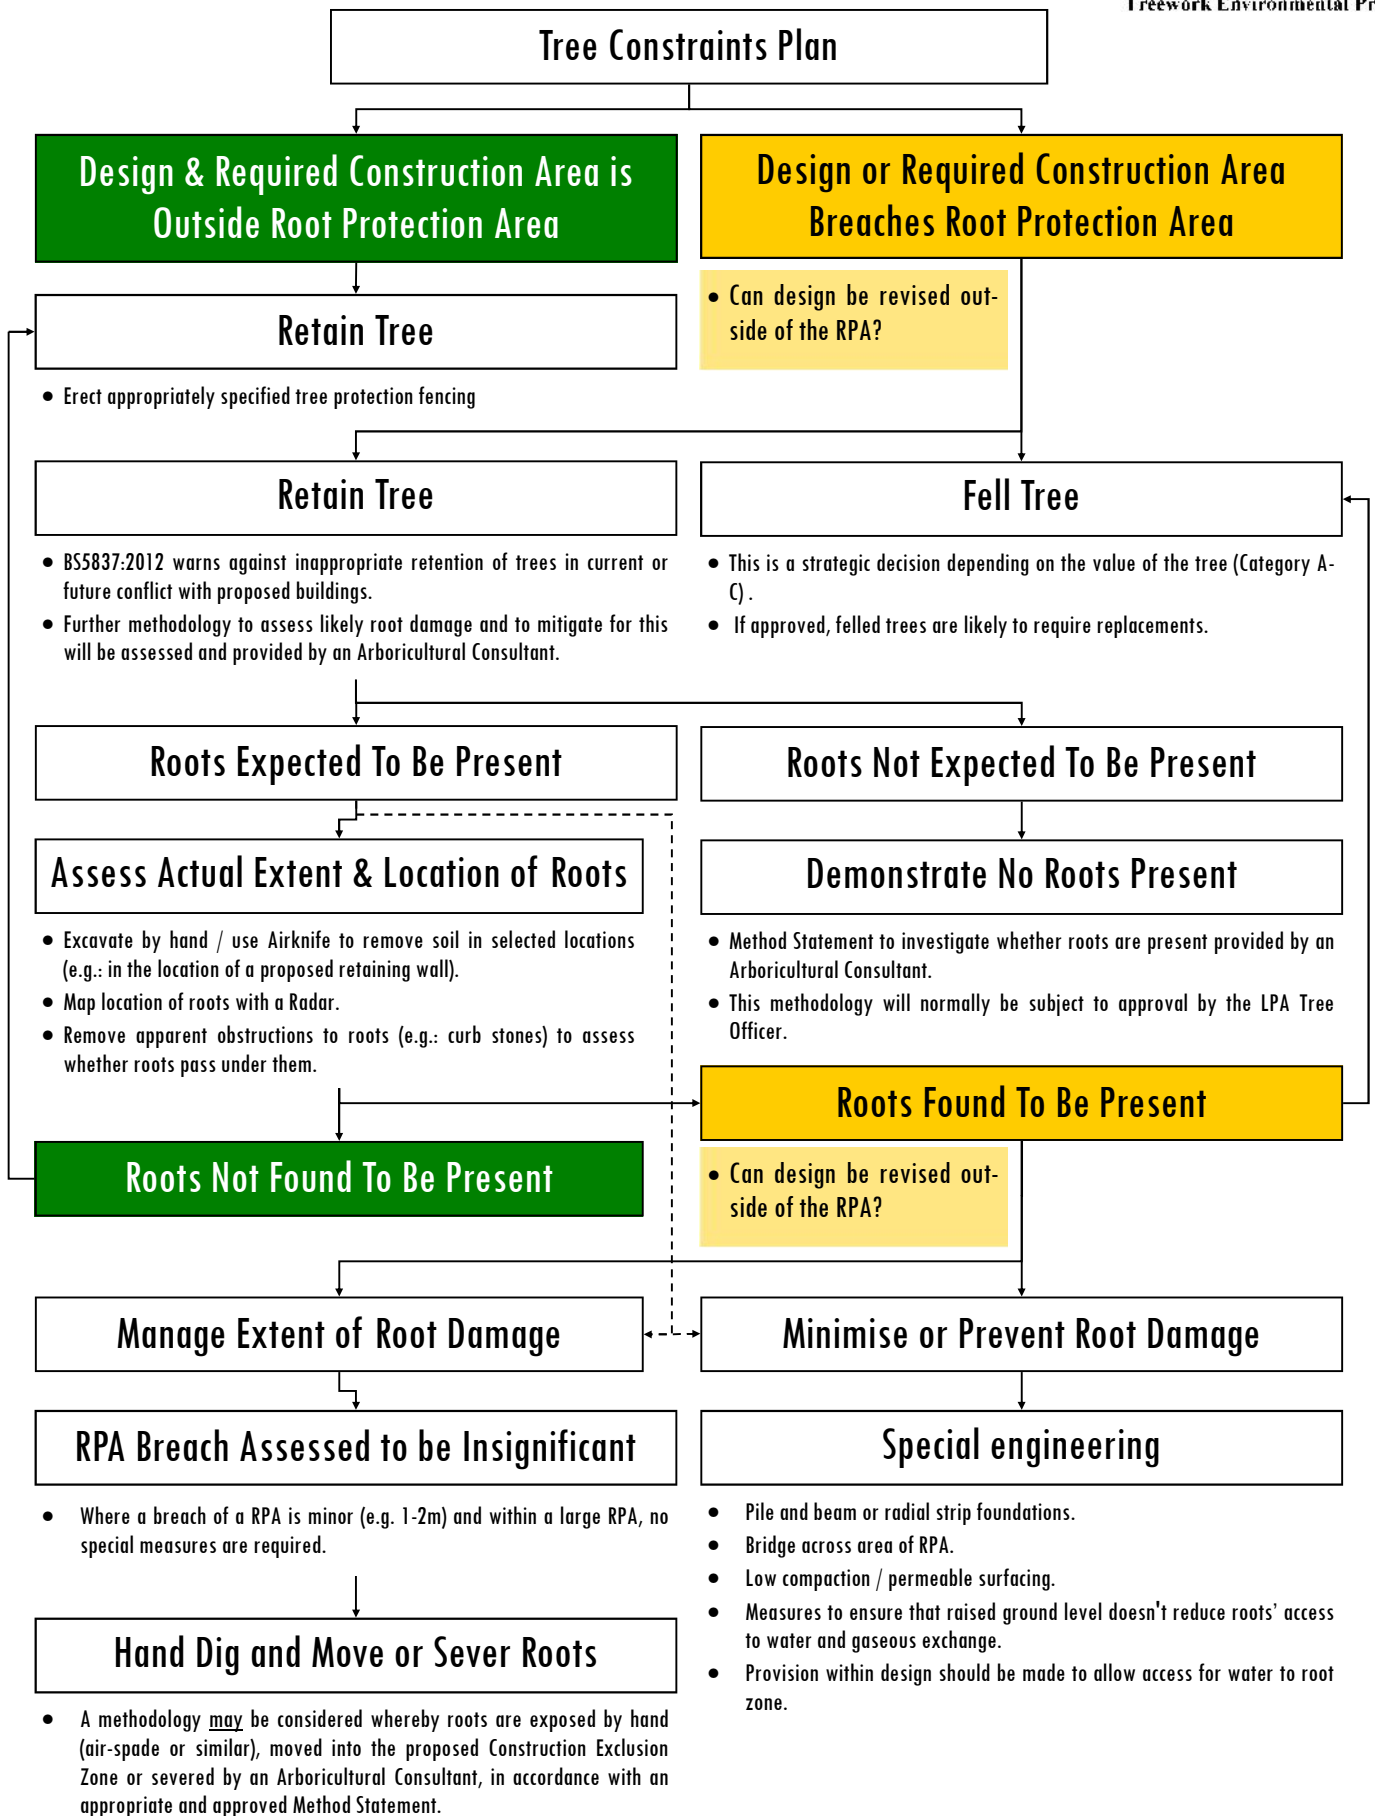 Treework Environmental Pr
Tree Constraints Plan
Design & Required Construction Area is
Outside Root Protection Area
Design or Required Construction Area
Breaches Root Protection Area
• Can design be revised out-
side of the RPA?
Retain Tree
• Erect appropriately specified tree protection fencing
Retain Tree
• BS5837:2012 warns against inappropriate retention of trees in current or
future conflict with proposed buildings.
• Further methodology to assess likely root damage and to mitigate for this
will be assessed and provided by an Arboricultural Consultant.
Fell Tree
• This is a strategic decision depending on the value of the tree (Category A-
C) .
• If approved, felled trees are likely to require replacements.
Roots Expected To Be Present
Roots Not Expected To Be Present
Assess Actual Extent & Location of Roots
• Excavate by hand / use Airknife to remove soil in selected locations
(e.g.: in the location of a proposed retaining wall).
• Map location of roots with a Radar.
• Remove apparent obstructions to roots (e.g.: curb stones) to assess
whether roots pass under them.
Demonstrate No Roots Present
• Method Statement to investigate whether roots are present provided by an
Arboricultural Consultant.
• This methodology will normally be subject to approval by the LPA Tree
Officer.
Roots Found To Be Present
Roots Not Found To Be Present
• Can design be revised out-
side of the RPA?
Manage Extent of Root Damage
Minimise or Prevent Root Damage
RPA Breach Assessed to be Insignificant
• Where a breach of a RPA is minor (e.g. 1-2m) and within a large RPA, no
special measures are required.
Hand Dig and Move or Sever Roots
• A methodology may be considered whereby roots are exposed by hand
(air-spade or similar), moved into the proposed Construction Exclusion
Zone or severed by an Arboricultural Consultant, in accordance with an
appropriate and approved Method Statement.
Special engineering
• Pile and beam or radial strip foundations.
• Bridge across area of RPA.
• Low compaction / permeable surfacing.
• Measures to ensure that raised ground level doesn't reduce roots’ access
to water and gaseous exchange.
• Provision within design should be made to allow access for water to root
zone.